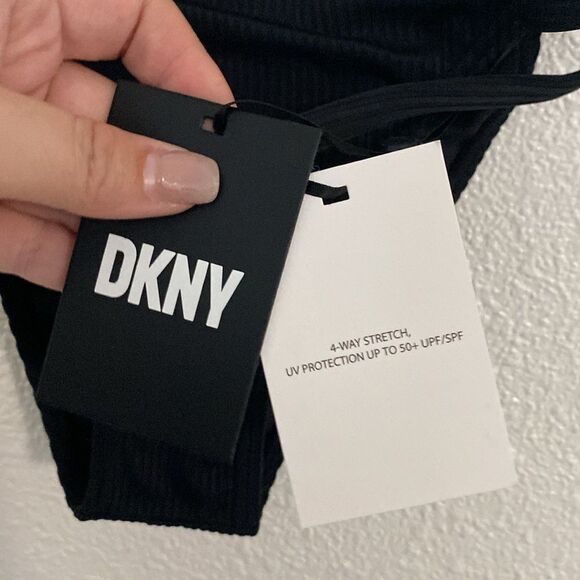 DKNY
4-WAY STRETCH,
UV PROTECTION UP TO 50+ UPF/SPF